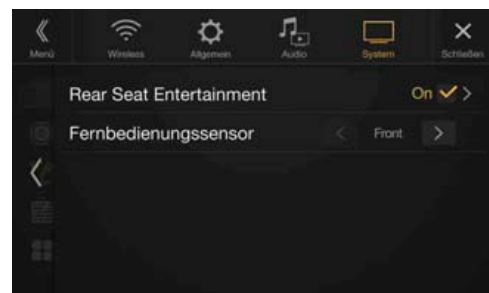 Menü Wireless Allgemein Audio System Schließen
Rear Seat Entertainment On
Fernbedienungssensor Front